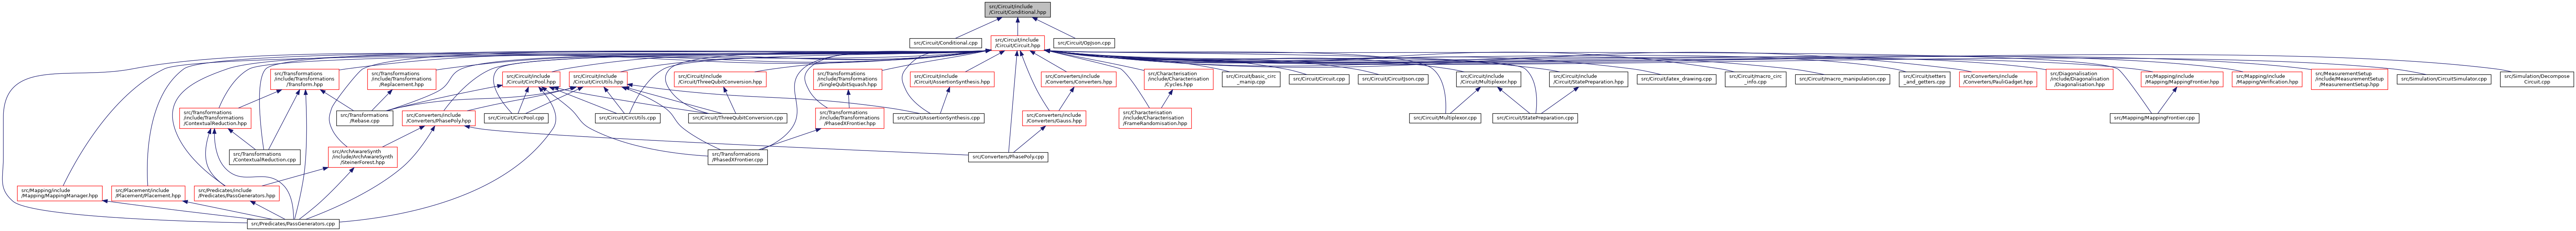 src/Circuit/include
/Circuit/Conditional.hpp
src/Circuit/Conditional.cpp
src/Circuit/include
/Circuit/Circuit.hpp
src/Circuit/OpJson.cpp
src/Transformations
/include/Transformations
/Transform.hpp
src/Transformations
/include/Transformations
/Replacement.hpp
src/Circuit/include
/Circuit/CircPool.hpp
src/Circuit/include
/Circuit/CircUtils.hpp
src/Circuit/include
/Circuit/ThreeQubitConversion.hpp
src/Transformations
/include/Transformations
/SingleQubitSquash.hpp
src/Circuit/include
/Circuit/AssertionSynthesis.hpp
src/Converters/include
/Converters/Converters.hpp
src/Characterisation
/include/Characterisation
/Cycles.hpp
src/Circuit/basic_circ
_manip.cpp
src/Circuit/Circuit.cpp
src/Circuit/CircuitJson.cpp
src/Circuit/include
/Circuit/Multiplexor.hpp
src/Circuit/include
/Circuit/StatePreparation.hpp
src/Circuit/latex_drawing.cpp
src/Circuit/macro_circ
_info.cpp
src/Circuit/macro_manipulation.cpp
src/Circuit/setters
_and_getters.cpp
src/Converters/include
/Converters/PauliGadget.hpp
src/Diagonalisation
/include/Diagonalisation
/Diagonalisation.hpp
src/Mapping/include
/Mapping/MappingFrontier.hpp
src/Mapping/include
/Mapping/Verification.hpp
src/MeasurementSetup
/include/MeasurementSetup
/MeasurementSetup.hpp
src/Simulation/CircuitSimulator.cpp
src/Simulation/Decompose
Circuit.cpp
src/Transformations
/include/Transformations
/ContextualReduction.hpp
src/Transformations
/Rebase.cpp
src/Converters/include
/Converters/PhasePoly.hpp
src/Circuit/CircPool.cpp
src/Circuit/CircUtils.cpp
src/Circuit/ThreeQubitConversion.cpp
src/Transformations
/include/Transformations
/PhasedXFrontier.hpp
src/Circuit/AssertionSynthesis.cpp
src/Converters/include
/Converters/Gauss.hpp
src/Characterisation
/include/Characterisation
/FrameRandomisation.hpp
src/Circuit/Multiplexor.cpp
src/Circuit/StatePreparation.cpp
src/Mapping/MappingFrontier.cpp
src/Transformations
/ContextualReduction.cpp
src/ArchAwareSynth
/include/ArchAwareSynth
/SteinerForest.hpp
src/Transformations
/PhasedXFrontier.cpp
src/Converters/PhasePoly.cpp
src/Mapping/include
/Mapping/MappingManager.hpp
src/Placement/include
/Placement/Placement.hpp
src/Predicates/include
/Predicates/PassGenerators.hpp
src/Predicates/PassGenerators.cpp